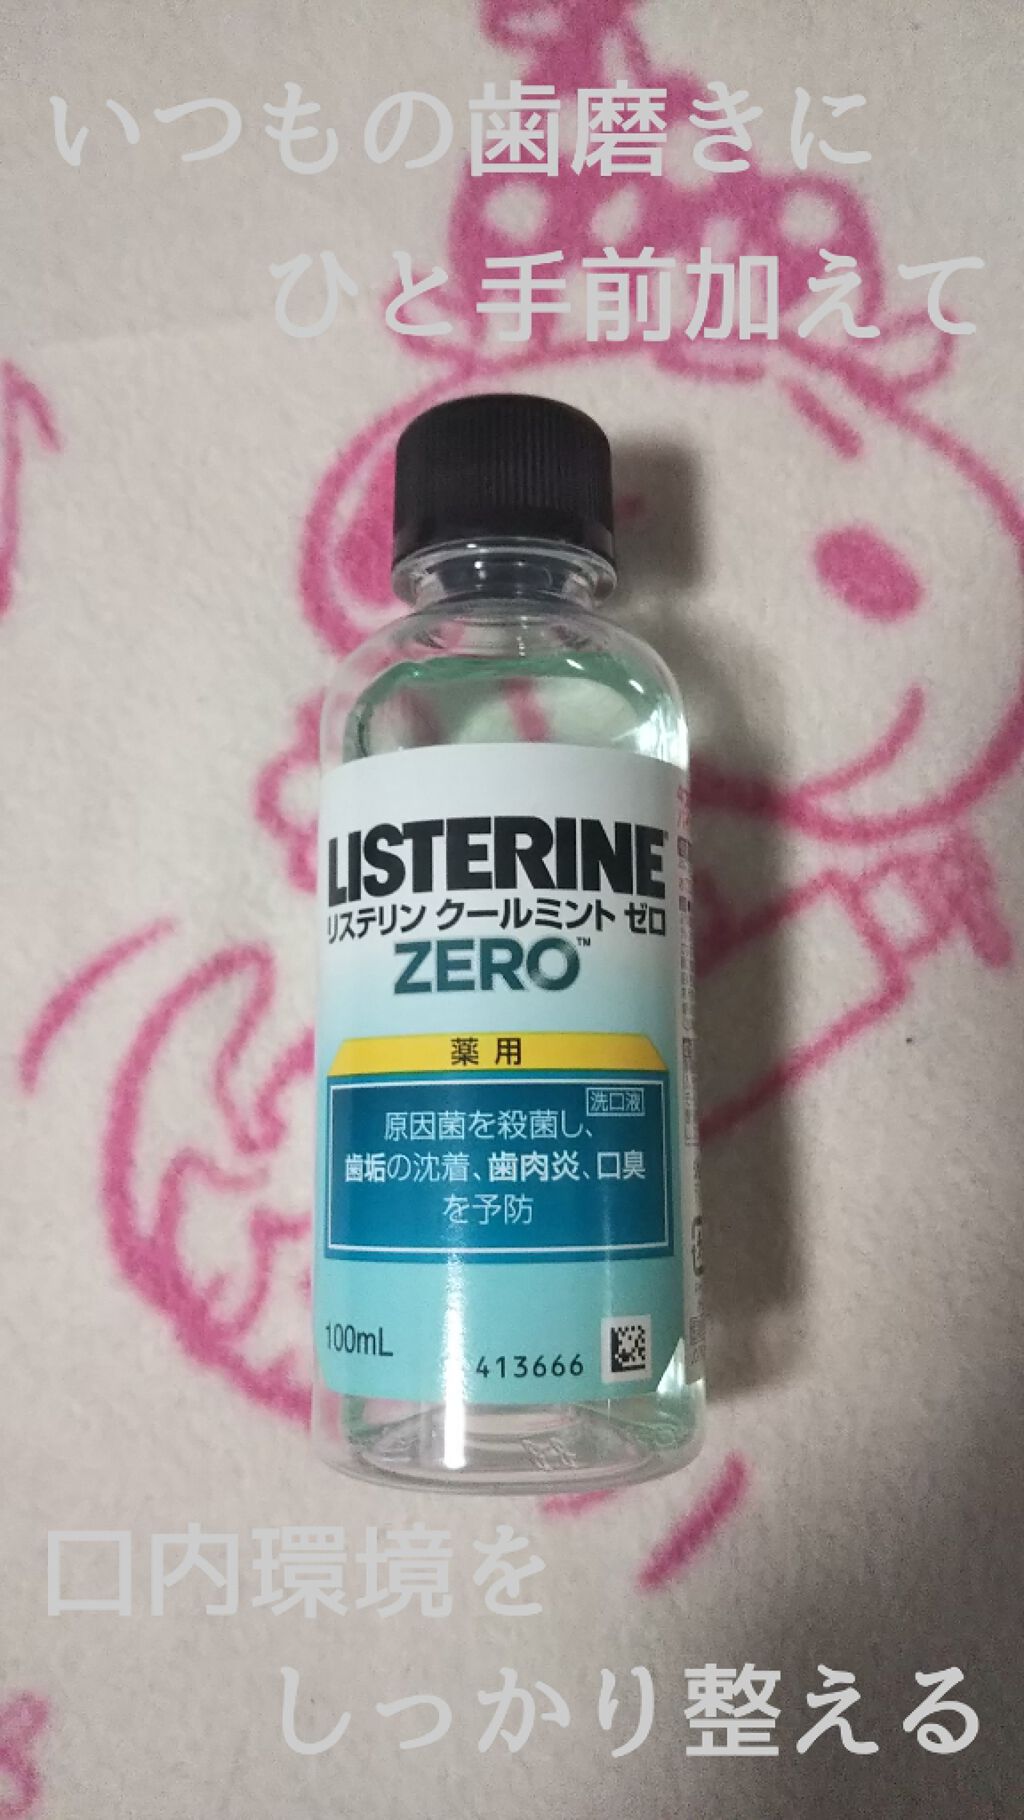 いつもの歯磨きに
ひと手前加えて
LISTERINE
リステリン クールミント ゼロ
ZERO™
薬用
洗口液
原因菌を殺菌し、
歯垢の沈着、歯肉炎、口臭
を予防
100mL
413666
口内環境を
しっかり整える